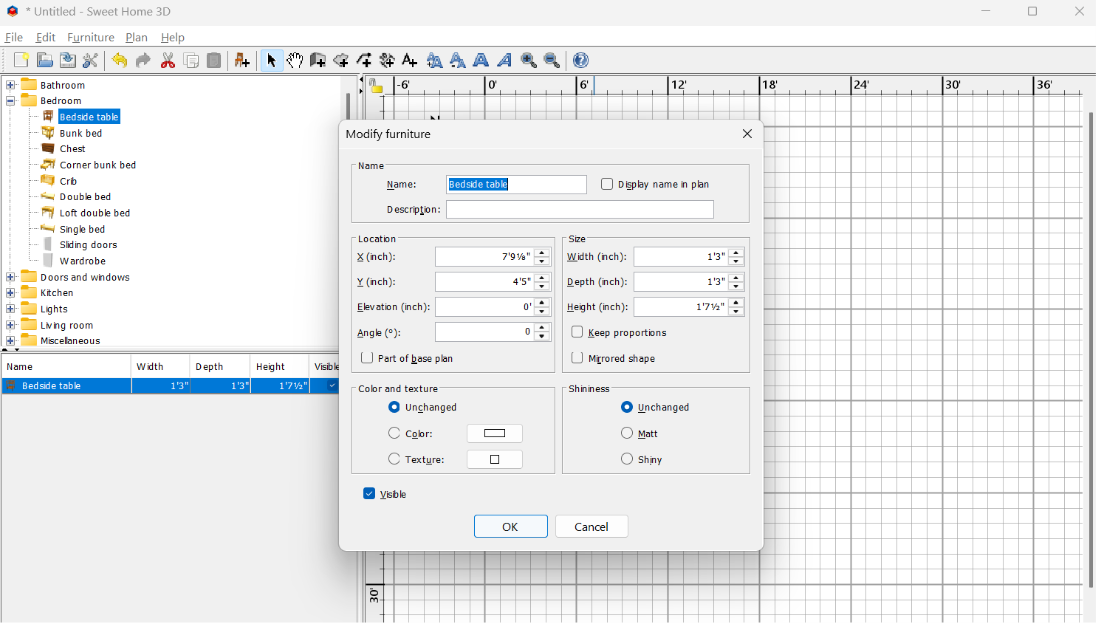 * Untitled - Sweet Home 3D
File Edit Furniture Plan Help
Bathroom
Bedroom
Bedside table
Bunk bed
Chest
Corner bunk bed
Crib
Double bed
Loft double bed
Single bed
Sliding doors
Wardrobe
Doors and windows
Kitchen
Lights
Living room
Miscellaneous
Name Width Depth Height Visible
Bedside table 1'3" 1'3" 1'7½"
-6' 0' 6' 12' 18' 24' 30' 36'
30'
Modify furniture
Name
Name: Bedside table Display name in plan
Description:
Location
X (inch): 7'9⅛"
Y (inch): 4'5"
Elevation (inch): 0'
Angle (°): 0
Part of base plan
Size
Width (inch): 1'3"
Depth (inch): 1'3"
Height (inch): 1'7½"
Keep proportions
Mirrored shape
Color and texture
Unchanged
Color:
Texture:
Shininess
Unchanged
Matt
Shiny
Visible
OK Cancel